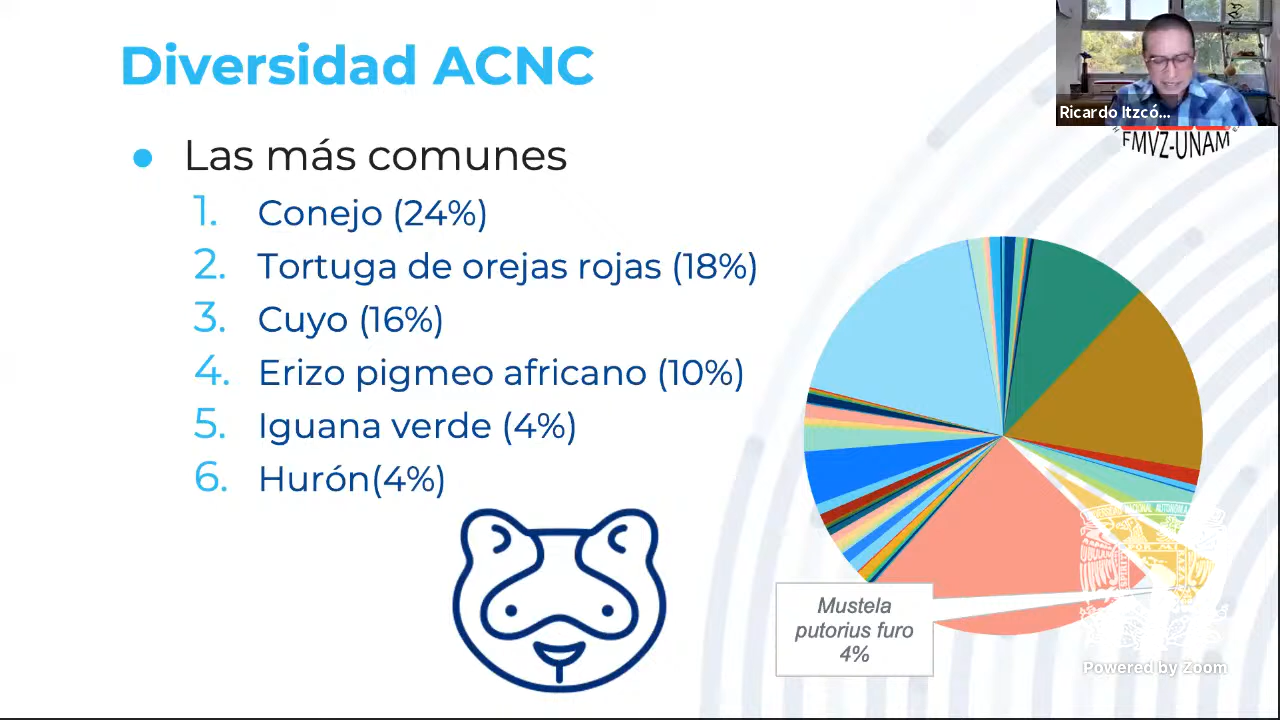 Diversidad ACNC
Ricardo Itzcó...
FMVZ-UNAM
● Las más comunes
1. Conejo (24%)
2. Tortuga de orejas rojas (18%)
3. Cuyo (16%)
4. Erizo pigmeo africano (10%)
5. Iguana verde (4%)
6. Hurón(4%)
Mustela
putorius furo
4%
Powered by Zoom